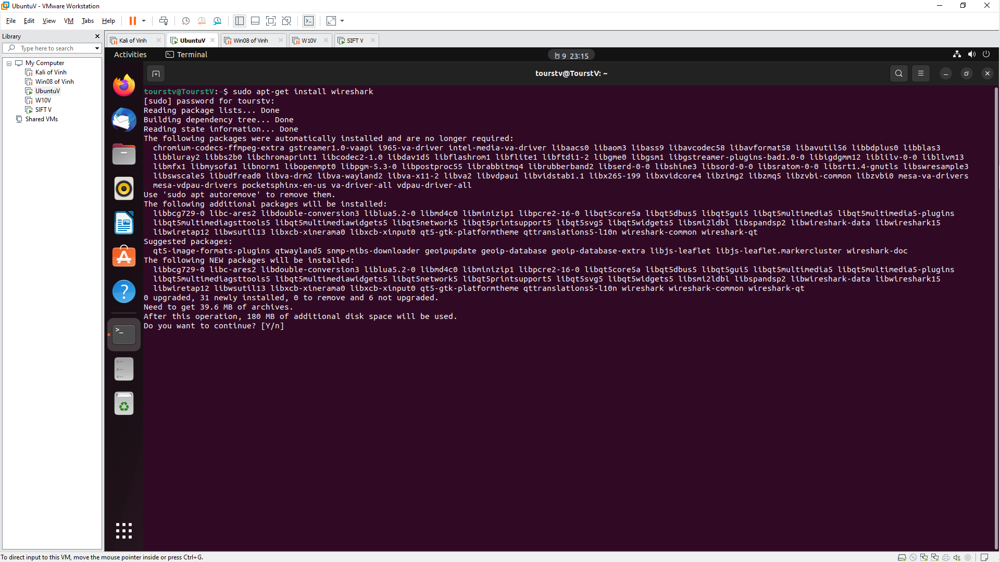 UbuntuV - VMware Workstation
File Edit View VM Tabs Help
Library
Type here to search
My Computer
Kali of Vinh
Win08 of Vinh
UbuntuV
W10V
SIFT V
Shared VMs
Kali of Vinh UbuntuV Win08 of Vinh W10V SIFT V
Activities Terminal 9 23:15
tourstv@TourstV: ~
tourstv@TourstV:~$ sudo apt-get install wireshark
[sudo] password for tourstv:
Reading package lists... Done
Building dependency tree... Done
Reading state information... Done
The following packages were automatically installed and are no longer required:
chromium-codecs-ffmpeg-extra gstreamer1.0-vaapi i965-va-driver intel-media-va-driver libaacs0 libaom3 libass9 libavcodec58 libavformat58 libavutil56 libbdplus0 libblas3
libbluray2 libbs2b0 libchromaprint1 libcodec2-1.0 libdav1d5 libflashrom1 libflite1 libftdi1-2 libgme0 libgsm1 libgstreamer-plugins-bad1.0-0 libigdgmm12 liblilv-0-0 libllvm13
libmfx1 libmysofa1 libnorm1 libopenmpt0 libpgm-5.3-0 libpostproc55 librabbitmq4 librubberband2 libserd-0-0 libshine3 libsord-0-0 libsratom-0-0 libsrt1.4-gnutls libswresample3
libswscale5 libudfread0 libva-drm2 libva-wayland2 libva-x11-2 libva2 libvdpau1 libvidstab1.1 libx265-199 libxvidcore4 libzimg2 libzmq5 libzvbi-common libzvbi0 mesa-va-drivers
mesa-vdpau-drivers pocketsphinx-en-us va-driver-all vdpau-driver-all
Use 'sudo apt autoremove' to remove them.
The following additional packages will be installed:
libbcg729-0 libc-ares2 libdouble-conversion3 liblua5.2-0 libmd4c0 libminizip1 libpcre2-16-0 libqt5core5a libqt5dbus5 libqt5gui5 libqt5multimedia5 libqt5multimedia5-plugins
libqt5multimediagsttools5 libqt5multimediawidgets5 libqt5network5 libqt5printsupport5 libqt5svg5 libqt5widgets5 libsmi2ldbl libspandsp2 libwireshark-data libwireshark15
libwiretap12 libwsutil13 libxcb-xinerama0 libxcb-xinput0 qt5-gtk-platformtheme qttranslations5-l10n wireshark-common wireshark-qt
Suggested packages:
qt5-image-formats-plugins qtwayland5 snmp-mibs-downloader geoipupdate geoip-database geoip-database-extra libjs-leaflet libjs-leaflet.markercluster wireshark-doc
The following NEW packages will be installed:
libbcg729-0 libc-ares2 libdouble-conversion3 liblua5.2-0 libmd4c0 libminizip1 libpcre2-16-0 libqt5core5a libqt5dbus5 libqt5gui5 libqt5multimedia5 libqt5multimedia5-plugins
libqt5multimediagsttools5 libqt5multimediawidgets5 libqt5network5 libqt5printsupport5 libqt5svg5 libqt5widgets5 libsmi2ldbl libspandsp2 libwireshark-data libwireshark15
libwiretap12 libwsutil13 libxcb-xinerama0 libxcb-xinput0 qt5-gtk-platformtheme qttranslations5-l10n wireshark wireshark-common wireshark-qt
0 upgraded, 31 newly installed, 0 to remove and 6 not upgraded.
Need to get 39.6 MB of archives.
After this operation, 180 MB of additional disk space will be used.
Do you want to continue? [Y/n]
To direct input to this VM, move the mouse pointer inside or press Ctrl+G.